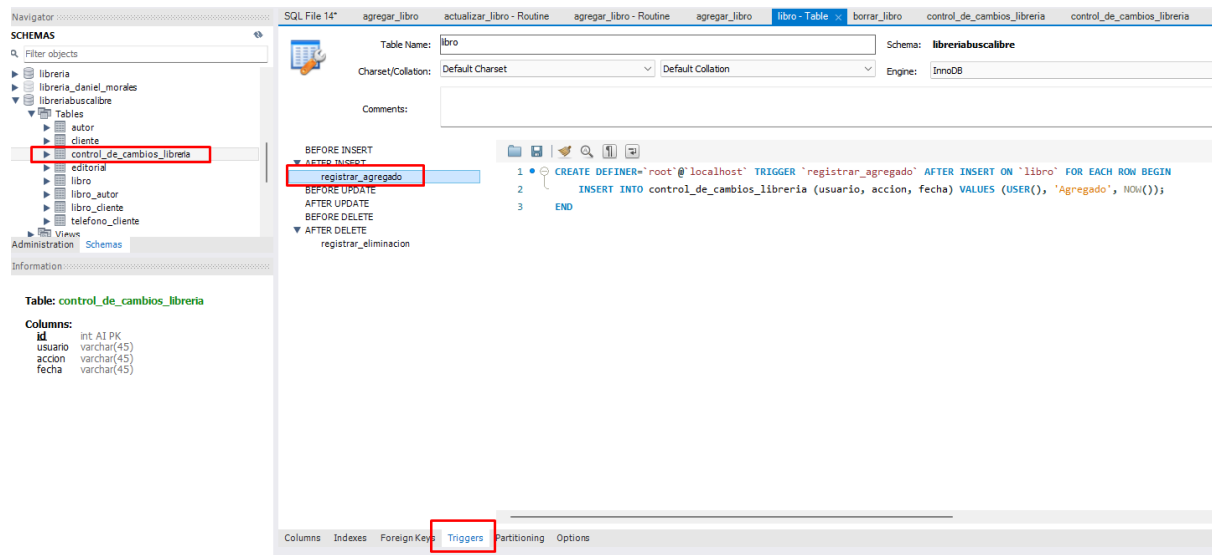 Navigator
SCHEMAS
Filter objects
libreria
libreria_daniel_morales
libreriabuscalibre
Tables
autor
cliente
control_de_cambios_libreria
editorial
libro
libro_autor
libro_cliente
telefono_cliente
Views
Administration Schemas
Information
Table: control_de_cambios_libreria
Columns:
id int AI PK
usuario varchar(45)
accion varchar(45)
fecha varchar(45)
SQL File 14* agregar_libro actualizar_libro - Routine agregar_libro - Routine agregar_libro libro - Table × borrar_libro control_de_cambios_libreria control_de_cambios_libreria
Table Name: libro Schema: libreriabuscalibre
Charset/Collation: Default Charset Default Collation Engine: InnoDB
Comments:
BEFORE INSERT
AFTER INSERT
registrar_agregado
BEFORE UPDATE
AFTER UPDATE
BEFORE DELETE
AFTER DELETE
registrar_eliminacion
1 CREATE DEFINER=`root`@`localhost` TRIGGER `registrar_agregado` AFTER INSERT ON `libro` FOR EACH ROW BEGIN
2 INSERT INTO control_de_cambios_libreria (usuario, accion, fecha) VALUES (USER(), 'Agregado', NOW());
3 END
Columns Indexes Foreign Keys Triggers Partitioning Options